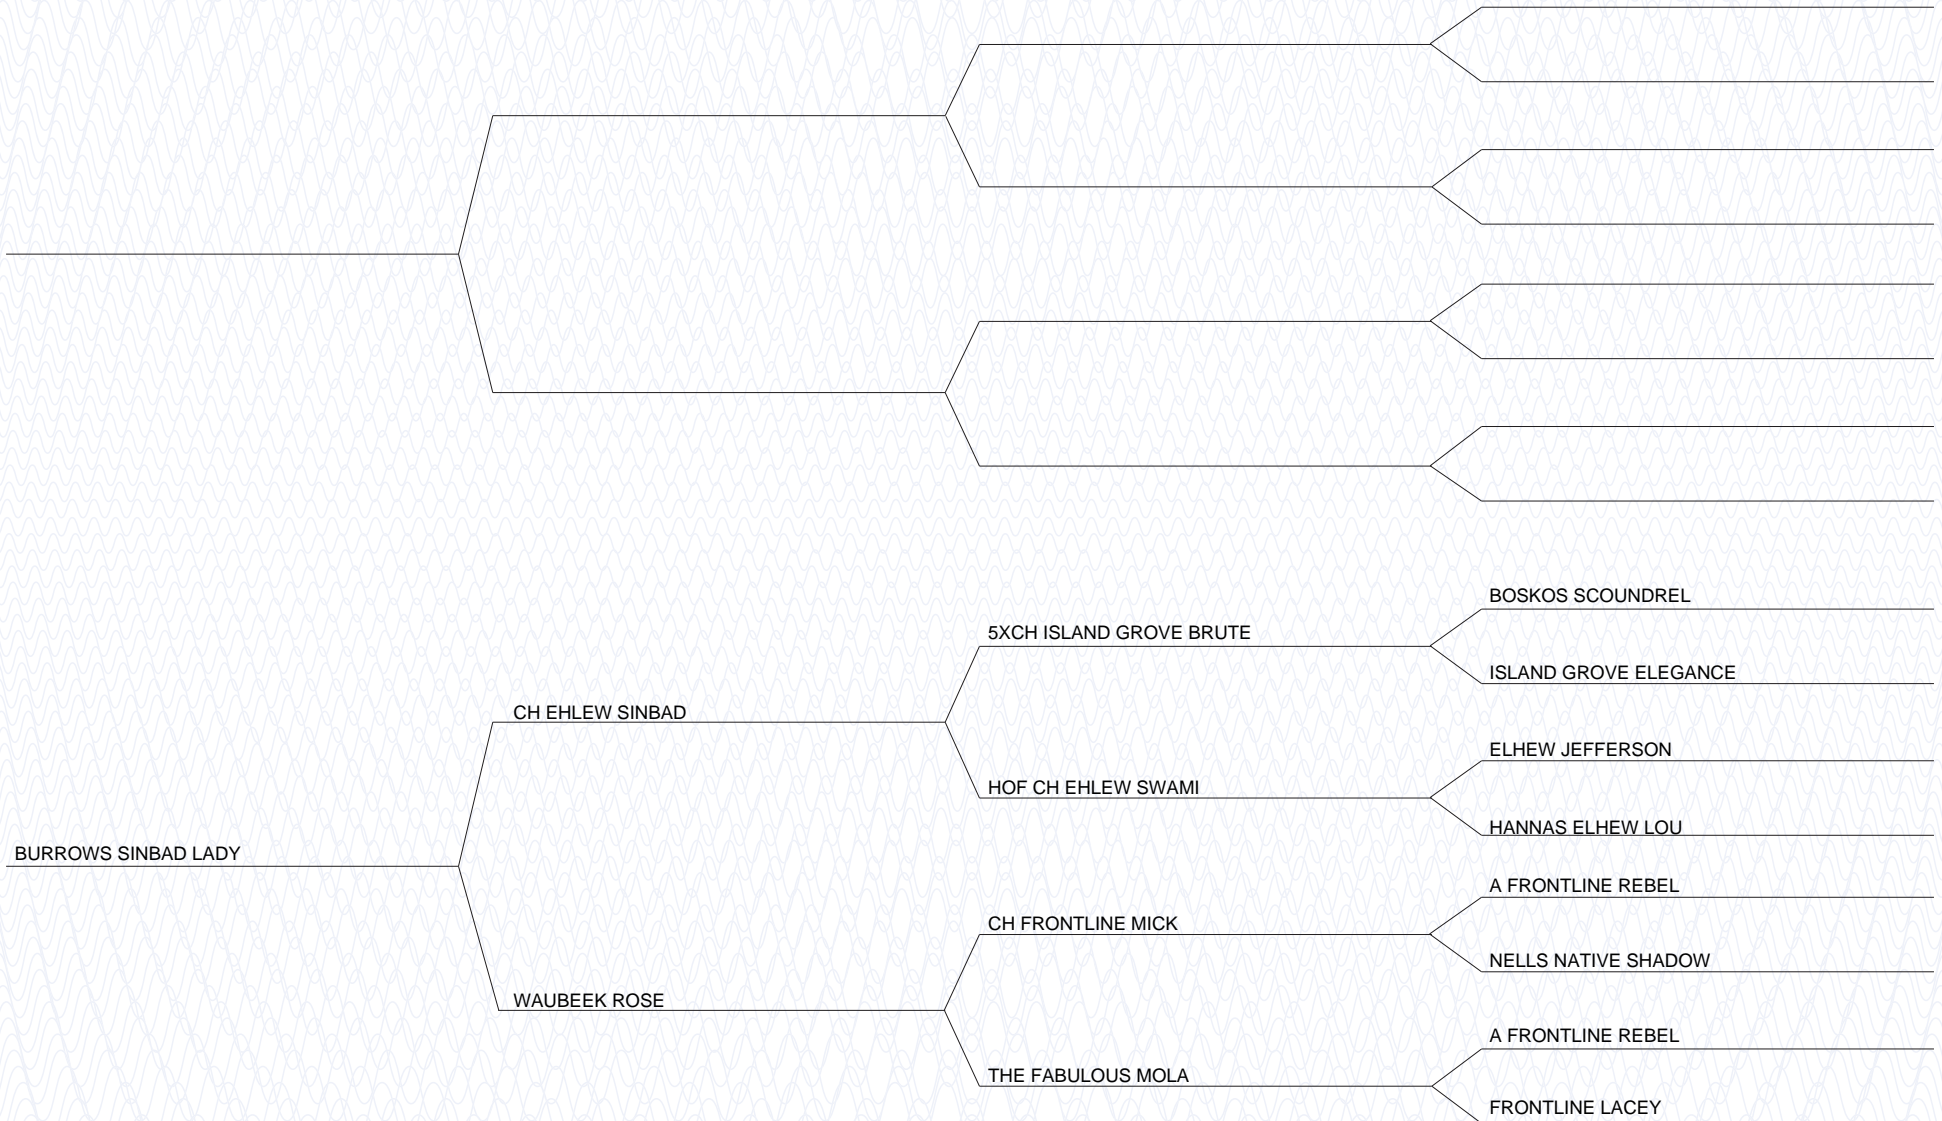 BOSKOS SCOUNDREL
5XCH ISLAND GROVE BRUTE
ISLAND GROVE ELEGANCE
CH EHLEW SINBAD
ELHEW JEFFERSON
HOF CH EHLEW SWAMI
HANNAS ELHEW LOU
BURROWS SINBAD LADY
A FRONTLINE REBEL
CH FRONTLINE MICK
NELLS NATIVE SHADOW
WAUBEEK ROSE
A FRONTLINE REBEL
THE FABULOUS MOLA
FRONTLINE LACEY